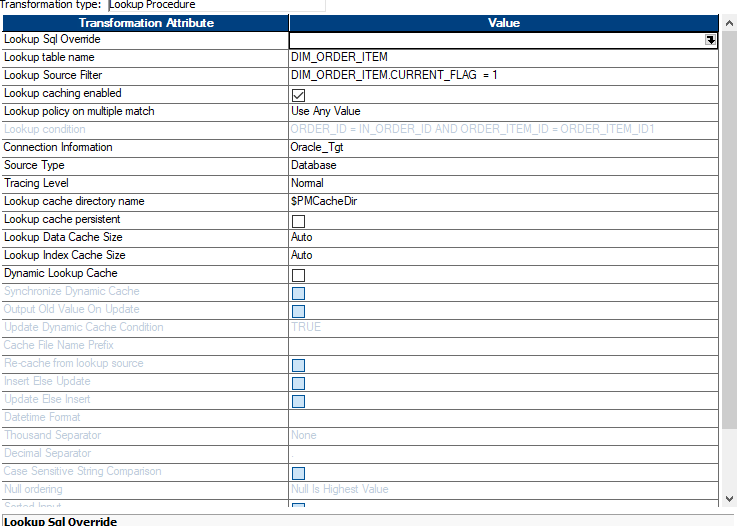 Transformation type: Lookup Procedure
Transformation Attribute Value
Lookup Sql Override
Lookup table name DIM_ORDER_ITEM
Lookup Source Filter DIM_ORDER_ITEM.CURRENT_FLAG = 1
Lookup caching enabled
Lookup policy on multiple match Use Any Value
Lookup condition ORDER_ID = IN_ORDER_ID AND ORDER_ITEM_ID = ORDER_ITEM_ID1
Connection Information Oracle_Tgt
Source Type Database
Tracing Level Normal
Lookup cache directory name $PMCacheDir
Lookup cache persistent
Lookup Data Cache Size Auto
Lookup Index Cache Size Auto
Dynamic Lookup Cache
Synchronize Dynamic Cache
Output Old Value On Update
Update Dynamic Cache Condition TRUE
Cache File Name Prefix
Re-cache from lookup source
Insert Else Update
Update Else Insert
Datetime Format
Thousand Separator None
Decimal Separator .
Case Sensitive String Comparison
Null ordering Null Is Highest Value
Sorted Input
Lookup Sql Override